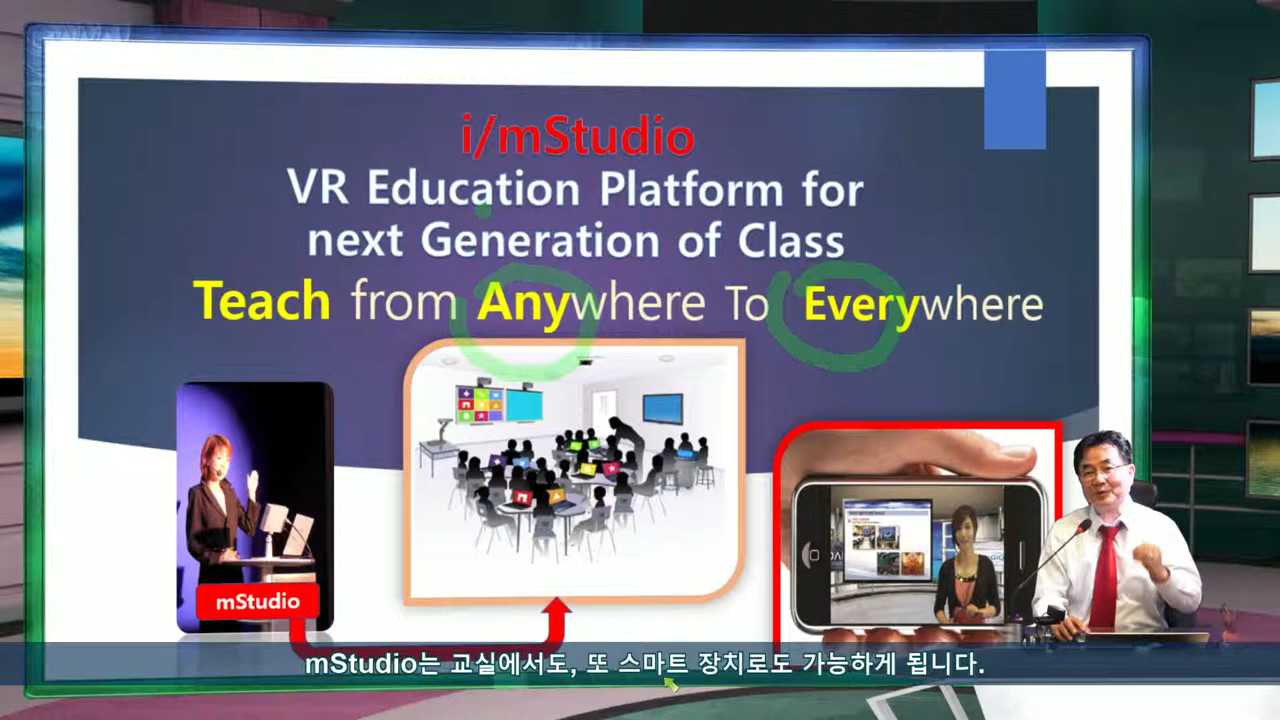 i/mStudio
VR Education Platform for
next Generation of Class
Teach from Anywhere To Everywhere
mStudio
mStudio는 교실에서도, 또 스마트 장치로도 가능하게 됩니다.